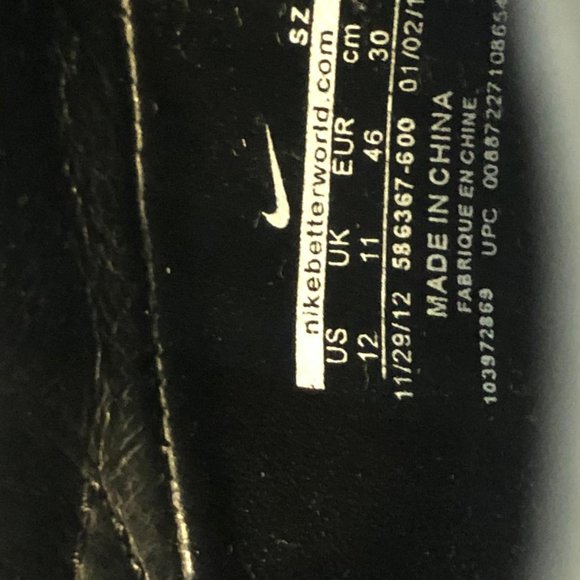 nikebetterworld.com SZ
US UK EUR cm
12 11 46 30
11/29/12 586367-600 01/02/1
MADE IN CHINA
FABRIQUE EN CHINE
103972869 UPC 00887227108654